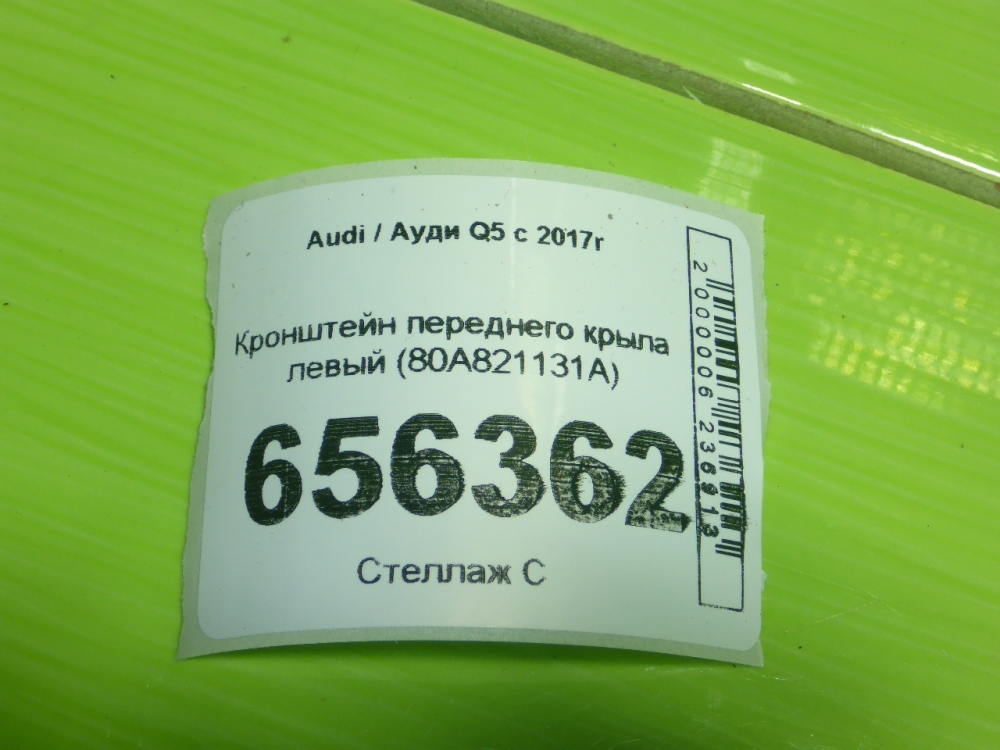 Audi / Ауди Q5 с 2017г
Кронштейн переднего крыла
левый (80A821131A)
656362
Стеллаж С
2000006236913